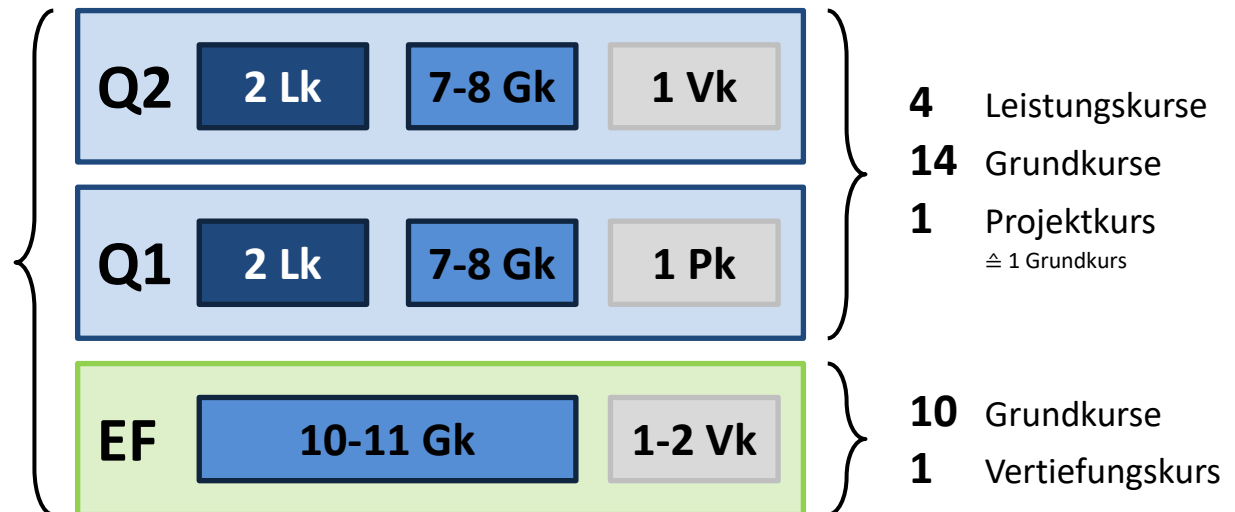 Q2 2 Lk 7-8 Gk 1 Vk
4 Leistungskurse
14 Grundkurse
1 Projektkurs
≙ 1 Grundkurs
Q1 2 Lk 7-8 Gk 1 Pk
EF 10-11 Gk 1-2 Vk
10 Grundkurse
1 Vertiefungskurs